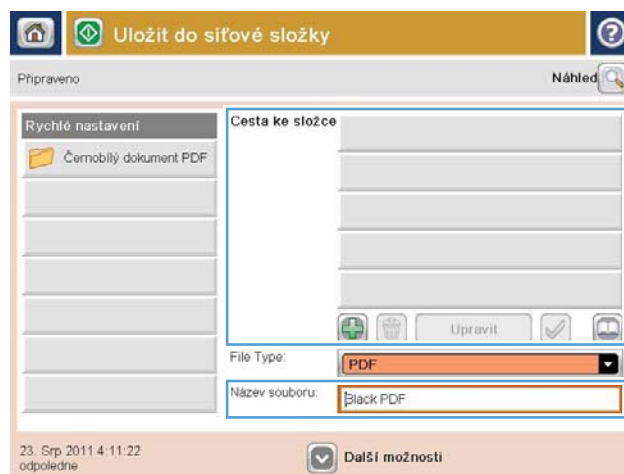 Uložit do síťové složky
Připraveno
Náhled
Rychlé nastavení
Černobílý dokument PDF
Cesta ke složce
Upravit
File Type:
PDF
Název souboru:
Black PDF
23. Srp 2011 4:11:22
odpoledne
Další možnosti